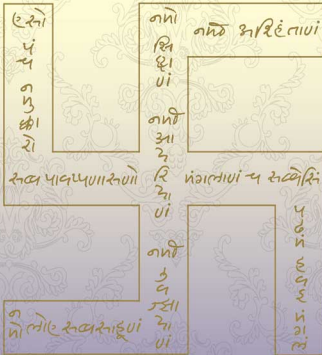 નમો અરિહંતાણં
નમો સિદ્ધાણં
નમો આયરિયાણં
નમો ઉવજ્ઝાયાણં
નમો લોએ સવ્વસાહૂણં
એસો પંચ નમુક્કારો
સવ્વ પાવપ્પણાસણો
મંગલાણં ચ સવ્વેસિં
પઢમં હવઇ મંગલં